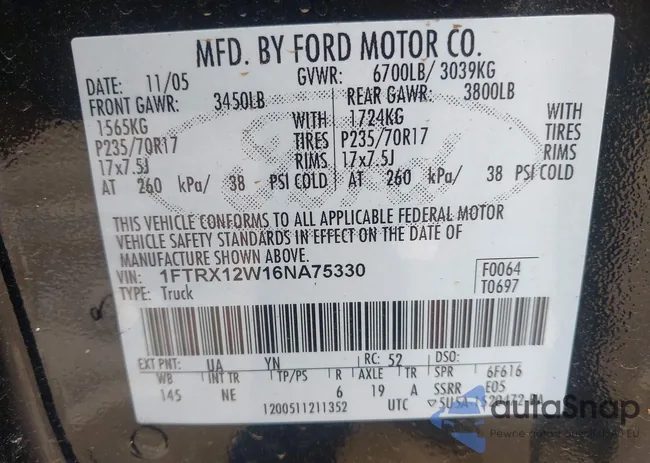 MFD. BY FORD MOTOR CO.
DATE: 11/05 GVWR: 6700LB/ 3039KG
FRONT GAWR: 3450LB REAR GAWR: 3800LB
1565KG WITH 1724KG WITH
P235/70R17 TIRES P235/70R17 TIRES
17x7.5J RIMS 17x7.5J RIMS
AT 260 kPa/ 38 PSI COLD AT 260 kPa/ 38 PSI COLD
THIS VEHICLE CONFORMS TO ALL APPLICABLE FEDERAL MOTOR
VEHICLE SAFETY STANDARDS IN EFFECT ON THE DATE OF
MANUFACTURE SHOWN ABOVE.
VIN: 1FTRX12W16NA75330 F0064
TYPE: Truck T0697
EXT PNT: UA YN RC: 52 DSO:
WB INT TR TP/PS R AXLE TR SPR 6F616
145 NE 6 19 A SSRR E05
1200511211352 UTC
autaSnap